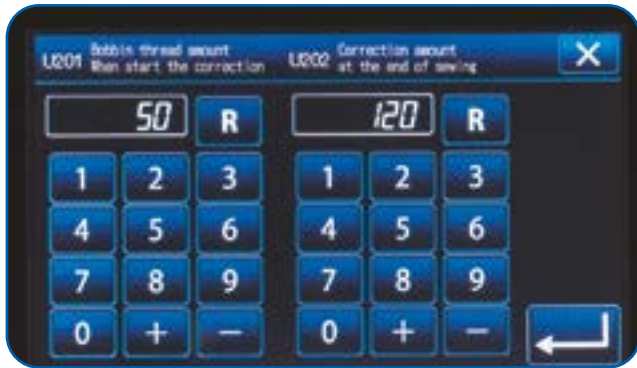 U201 Bobbin thread amount
When start the correction
U202 Correction amount
at the end of sewing
X
50 R
120 R
1 2 3
4 5 6
7 8 9
0 + −
1 2 3
4 5 6
7 8 9
0 + −